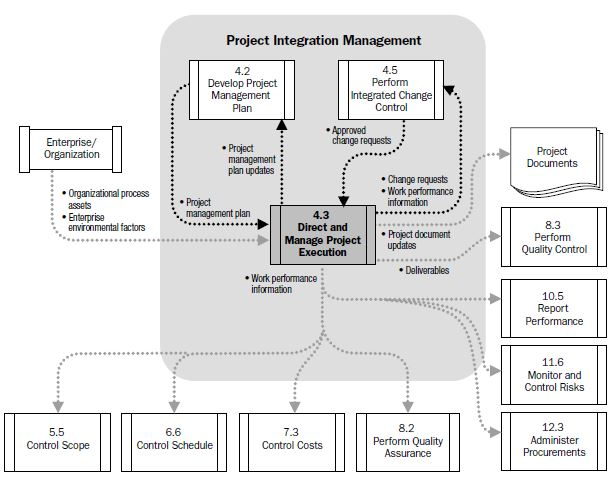 Project Integration Management
4.2
Develop Project
Management
Plan
4.5
Perform
Integrated Change
Control
Enterprise/
Organization
• Approved
change requests
• Project
management
plan updates
Project
Documents
• Change requests
• Work performance
information
• Organizational process
assets
• Enterprise
environmental factors
• Project
management plan
4.3
Direct and
Manage Project
Execution
• Project document
updates
8.3
Perform
Quality Control
• Deliverables
• Work performance
information
10.5
Report
Performance
11.6
Monitor and
Control Risks
5.5
Control Scope
6.6
Control Schedule
7.3
Control Costs
8.2
Perform Quality
Assurance
12.3
Administer
Procurements